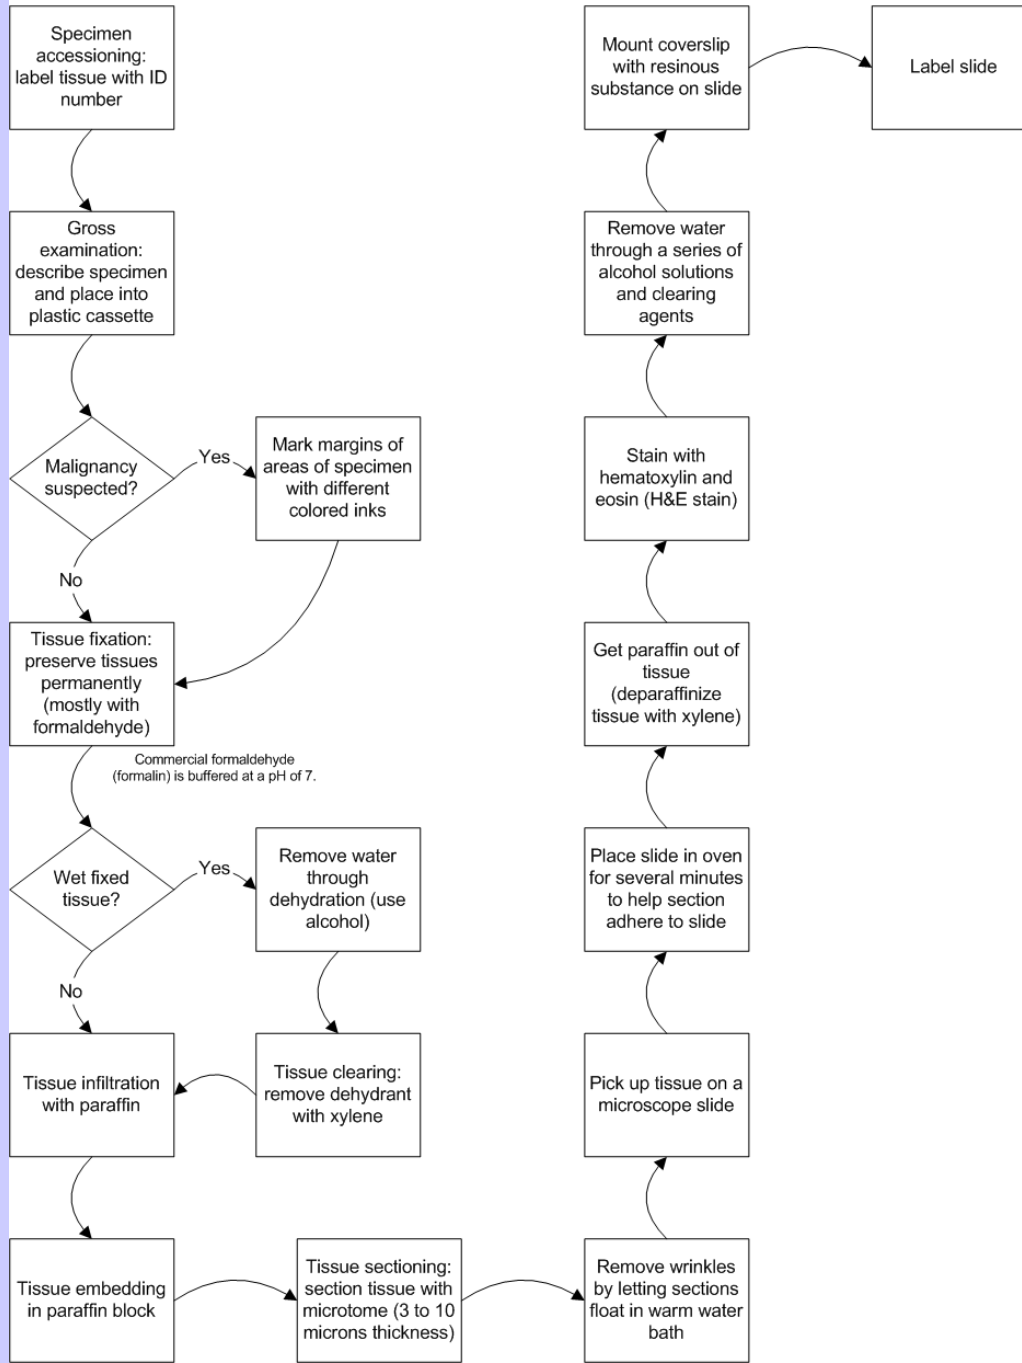 Specimen
accessioning:
label tissue with ID
number
Gross
examination:
describe specimen
and place into
plastic cassette
Malignancy
suspected?
Yes
Mark margins of
areas of specimen
with different
colored inks
No
Tissue fixation:
preserve tissues
permanently
(mostly with
formaldehyde)
Commercial formaldehyde
(formalin) is buffered at a pH of 7.
Wet fixed
tissue?
Yes
Remove water
through
dehydration (use
alcohol)
No
Tissue clearing:
remove dehydrant
with xylene
Tissue infiltration
with paraffin
Tissue embedding
in paraffin block
Tissue sectioning:
section tissue with
microtome (3 to 10
microns thickness)
Remove wrinkles
by letting sections
float in warm water
bath
Pick up tissue on a
microscope slide
Place slide in oven
for several minutes
to help section
adhere to slide
Get paraffin out of
tissue
(deparaffinize
tissue with xylene)
Stain with
hematoxylin and
eosin (H&E stain)
Remove water
through a series of
alcohol solutions
and clearing
agents
Mount coverslip
with resinous
substance on slide
Label slide